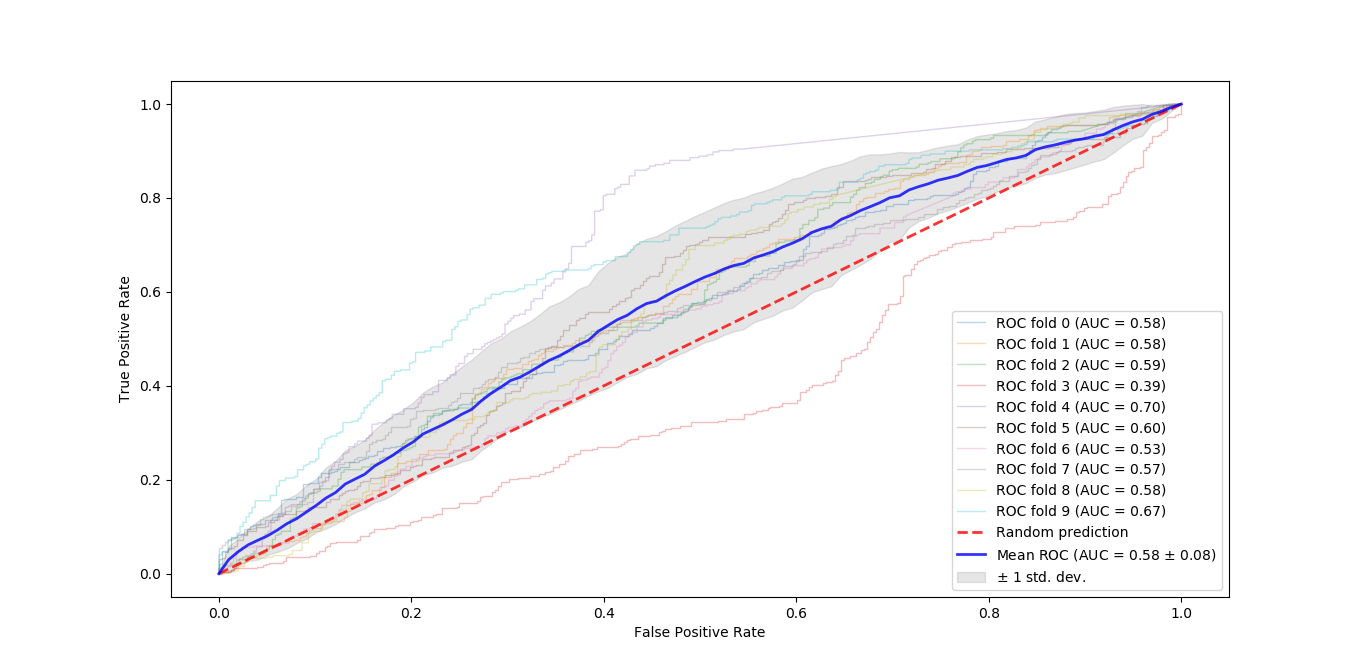 1.0
0.8
0.6
0.4
0.2
0.0
True Positive Rate
0.0 0.2 0.4 0.6 0.8 1.0
False Positive Rate
ROC fold 0 (AUC = 0.58)
ROC fold 1 (AUC = 0.58)
ROC fold 2 (AUC = 0.59)
ROC fold 3 (AUC = 0.39)
ROC fold 4 (AUC = 0.70)
ROC fold 5 (AUC = 0.60)
ROC fold 6 (AUC = 0.53)
ROC fold 7 (AUC = 0.57)
ROC fold 8 (AUC = 0.58)
ROC fold 9 (AUC = 0.67)
Random prediction
Mean ROC (AUC = 0.58 ± 0.08)
± 1 std. dev.